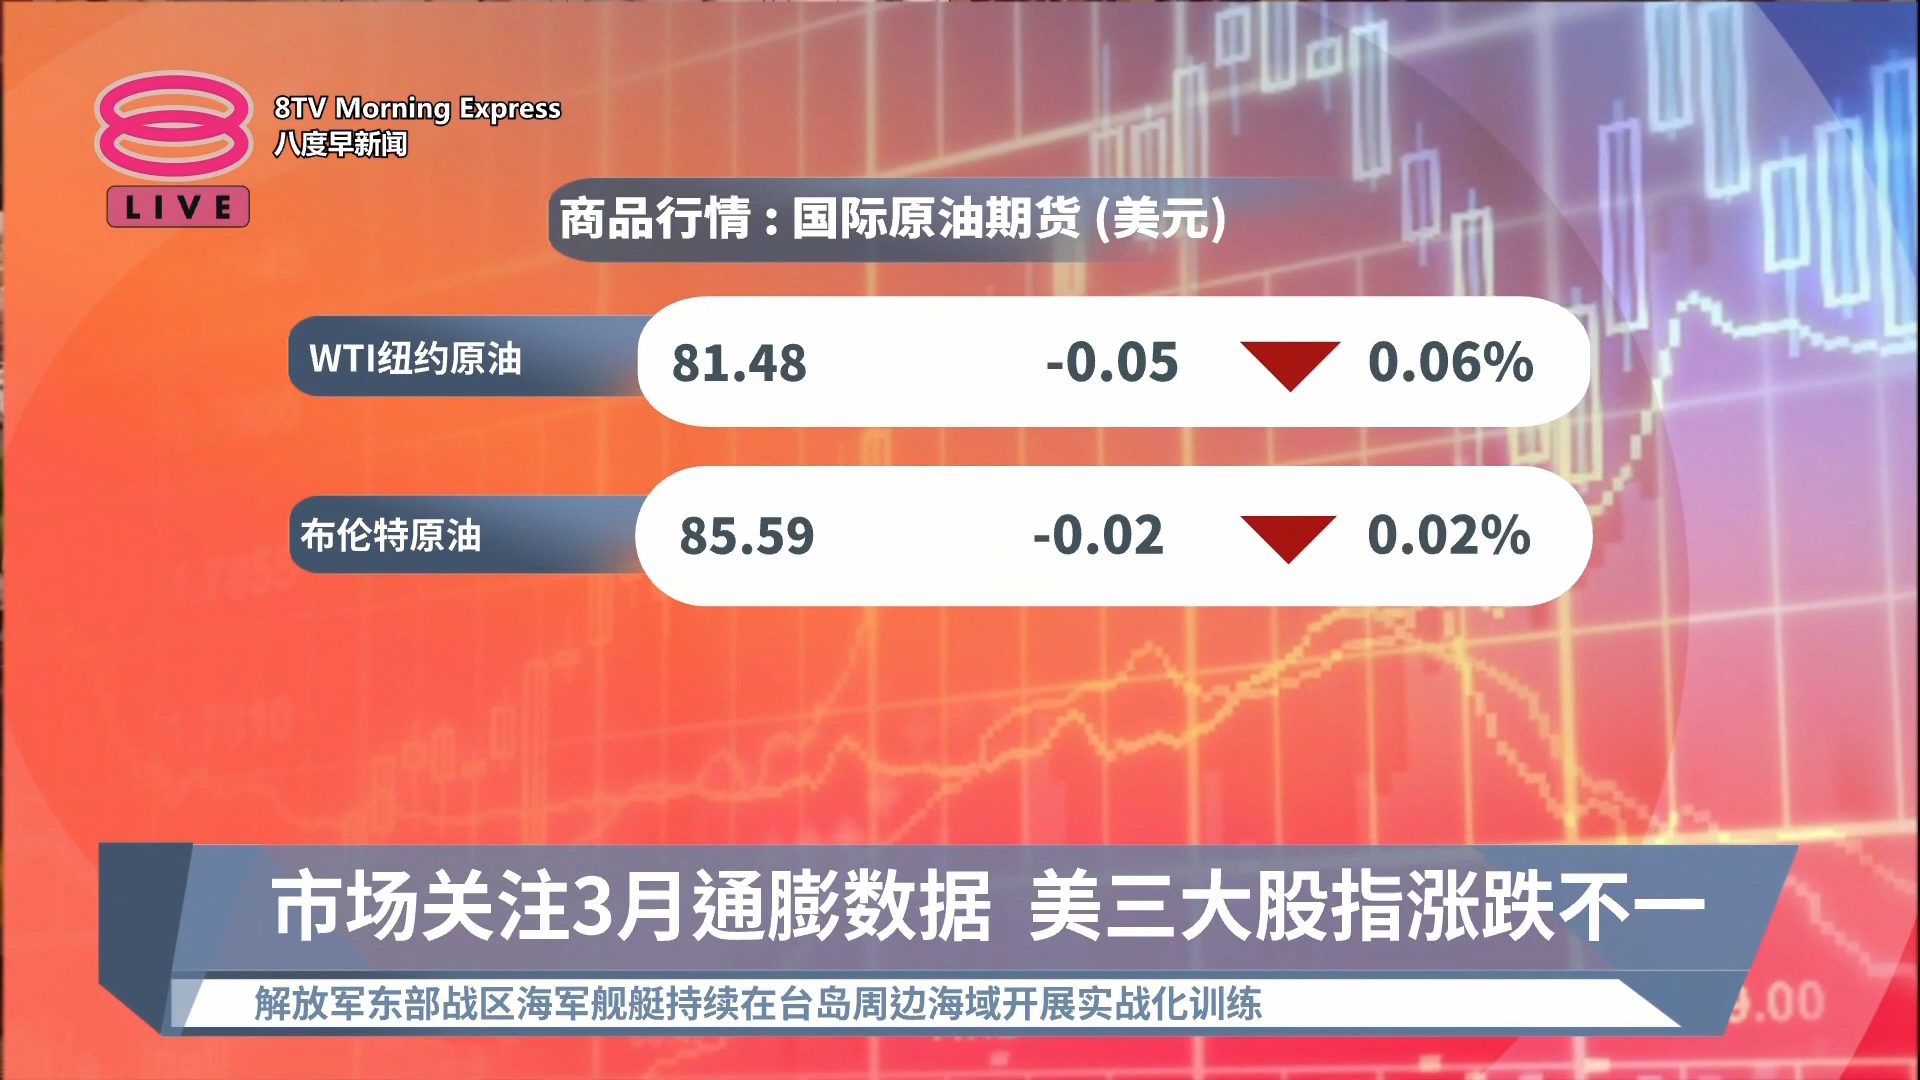 8TV Morning Express
八度早新闻
LIVE
商品行情 : 国际原油期货 (美元)
WTI纽约原油 81.48 -0.05 0.06%
布伦特原油 85.59 -0.02 0.02%
市场关注3月通膨数据 美三大股指涨跌不一
解放军东部战区海军舰艇持续在台岛周边海域开展实战化训练
9.00